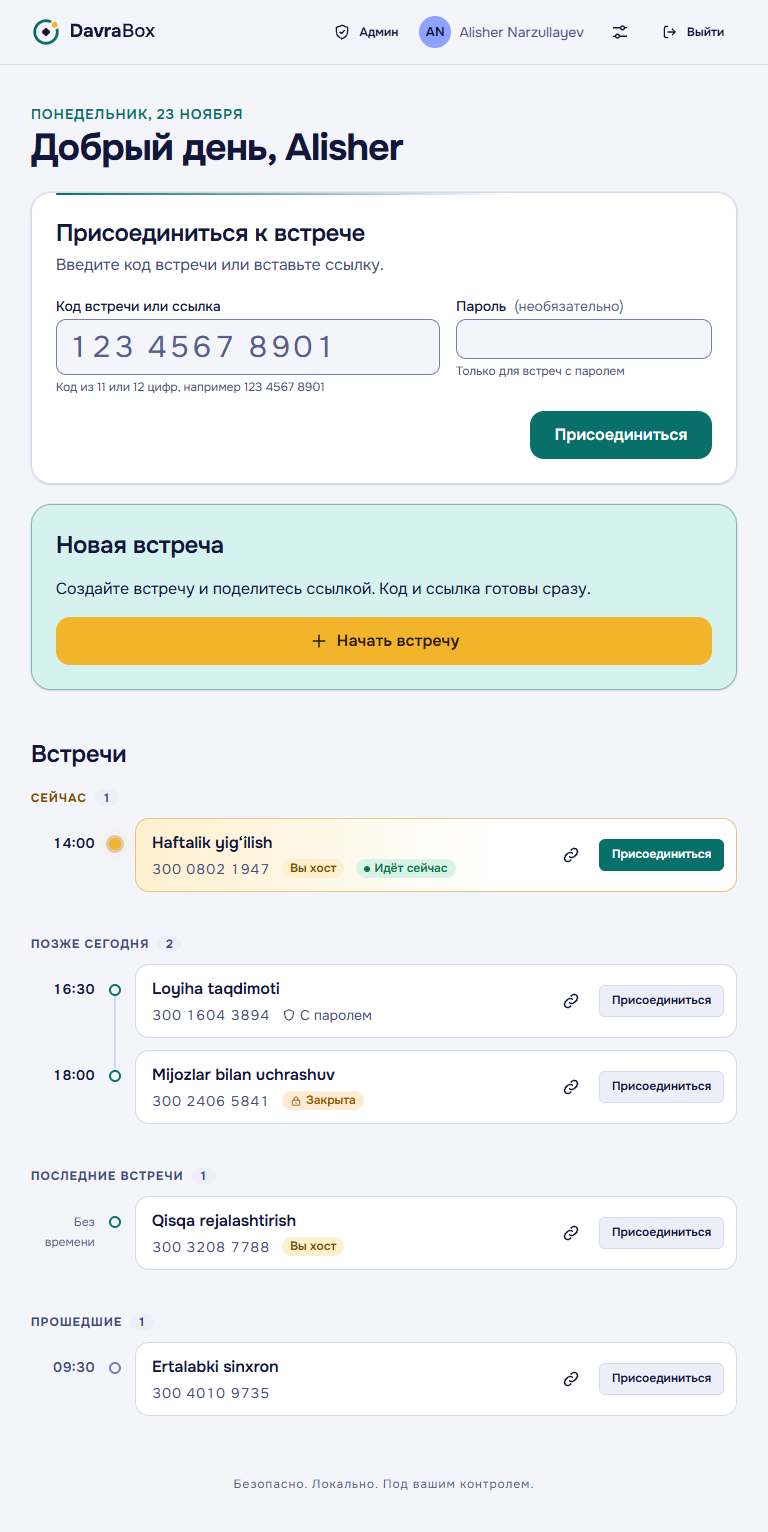 DavraBox
Админ
AN
Alisher Narzullayev
Выйти
ПОНЕДЕЛЬНИК, 23 НОЯБРЯ
Добрый день, Alisher
Присоединиться к встрече
Введите код встречи или вставьте ссылку.
Код встречи или ссылка
Пароль (необязательно)
123 4567 8901
Код из 11 или 12 цифр, например 123 4567 8901
Только для встреч с паролем
Присоединиться
Новая встреча
Создайте встречу и поделитесь ссылкой. Код и ссылка готовы сразу.
Начать встречу
Встречи
СЕЙЧАС 1
14:00
Haftalik yigʻilish
300 0802 1947 Вы хост Идёт сейчас
Присоединиться
ПОЗЖЕ СЕГОДНЯ 2
16:30
Loyiha taqdimoti
300 1604 3894 С паролем
Присоединиться
18:00
Mijozlar bilan uchrashuv
300 2406 5841 Закрыта
Присоединиться
ПОСЛЕДНИЕ ВСТРЕЧИ 1
Без
времени
Qisqa rejalashtirish
300 3208 7788 Вы хост
Присоединиться
ПРОШЕДШИЕ 1
09:30
Ertalabki sinxron
300 4010 9735
Присоединиться
Безопасно. Локально. Под вашим контролем.